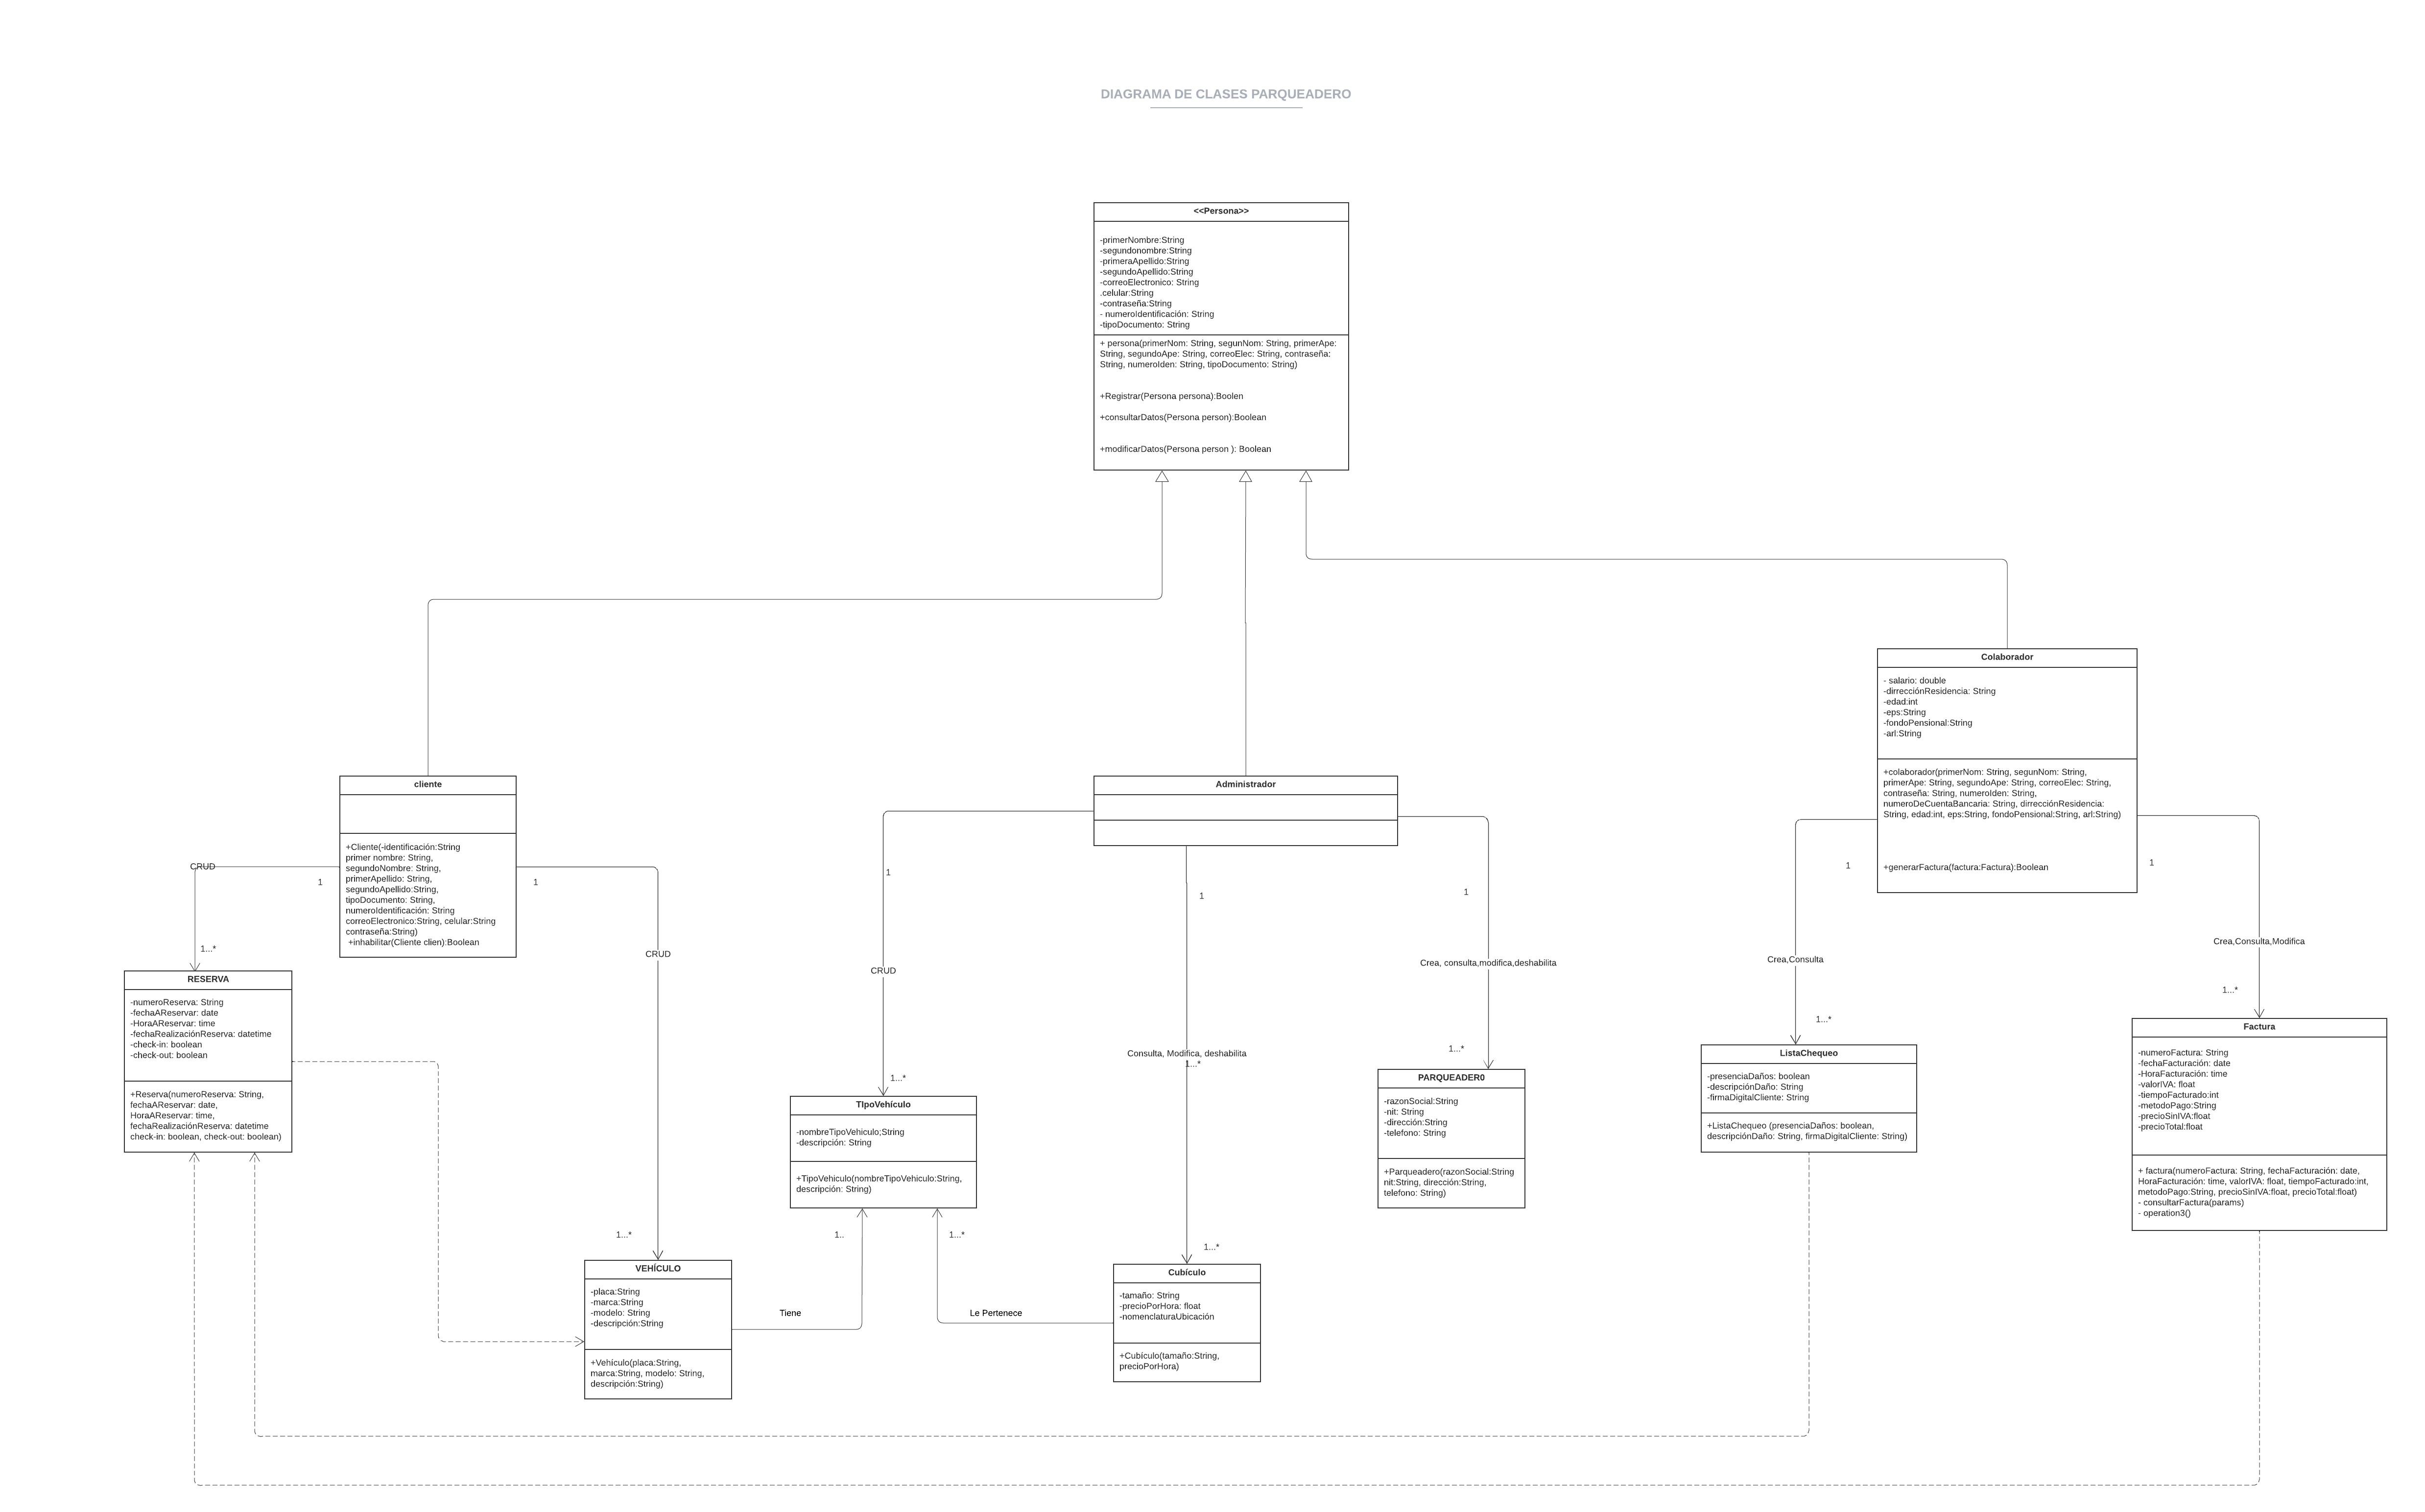 DIAGRAMA DE CLASES PARQUEADERO
<<Persona>>
-primerNombre:String
-segundonombre:String
-primeraApellido:String
-segundoApellido:String
-correoElectronico: String
.celular:String
-contraseña:String
- numeroIdentificación: String
-tipoDocumento: String
+ persona(primerNom: String, segunNom: String, primerApe:
String, segundoApe: String, correoElec: String, contraseña:
String, numeroIden: String, tipoDocumento: String)
+Registrar(Persona persona):Boolen
+consultarDatos(Persona person):Boolean
+modificarDatos(Persona person ): Boolean
Colaborador
- salario: double
-dirrecciónResidencia: String
-edad:int
-eps:String
-fondoPensional:String
-arl:String
+colaborador(primerNom: String, segunNom: String,
primerApe: String, segundoApe: String, correoElec: String,
contraseña: String, numeroIden: String,
numeroDeCuentaBancaria: String, dirrecciónResidencia:
String, edad:int, eps:String, fondoPensional:String, arl:String)
+generarFactura(factura:Factura):Boolean
cliente
+Cliente(-identificación:String
primer nombre: String,
segundoNombre: String,
primerApellido: String,
segundoApellido:String,
tipoDocumento: String,
numeroIdentificación: String
correoElectronico:String, celular:String
contraseña:String)
+inhabilitar(Cliente clien):Boolean
Administrador
CRUD
1
1...*
1
CRUD
1...*
1
CRUD
1...*
1
Consulta, Modifica, deshabilita
1...*
1...*
1
Crea, consulta,modifica,deshabilita
1...*
1
Crea,Consulta
1...*
1
Crea,Consulta,Modifica
1...*
RESERVA
-numeroReserva: String
-fechaAReservar: date
-HoraAReservar: time
-fechaRealizaciónReserva: datetime
-check-in: boolean
-check-out: boolean
+Reserva(numeroReserva: String,
fechaAReservar: date,
HoraAReservar: time,
fechaRealizaciónReserva: datetime
check-in: boolean, check-out: boolean)
TIpoVehículo
-nombreTipoVehiculo;String
-descripción: String
+TipoVehiculo(nombreTipoVehiculo:String,
descripción: String)
PARQUEADER0
-razonSocial:String
-nit: String
-dirección:String
-telefono: String
+Parqueadero(razonSocial:String
nit:String, dirección:String,
telefono: String)
ListaChequeo
-presenciaDaños: boolean
-descripciónDaño: String
-firmaDigitalCliente: String
+ListaChequeo (presenciaDaños: boolean,
descripciónDaño: String, firmaDigitalCliente: String)
Factura
-numeroFactura: String
-fechaFacturación: date
-HoraFacturación: time
-valorIVA: float
-tiempoFacturado:int
-metodoPago:String
-precioSinIVA:float
-precioTotal:float
+ factura(numeroFactura: String, fechaFacturación: date,
HoraFacturación: time, valorIVA: float, tiempoFacturado:int,
metodoPago:String, precioSinIVA:float, precioTotal:float)
- consultarFactura(params)
- operation3()
VEHÍCULO
-placa:String
-marca:String
-modelo: String
-descripción:String
+Vehículo(placa:String,
marca:String, modelo: String,
descripción:String)
1..
Tiene
1...*
Le Pertenece
Cubículo
-tamaño: String
-precioPorHora: float
-nomenclaturaUbicación
+Cubículo(tamaño:String,
precioPorHora)